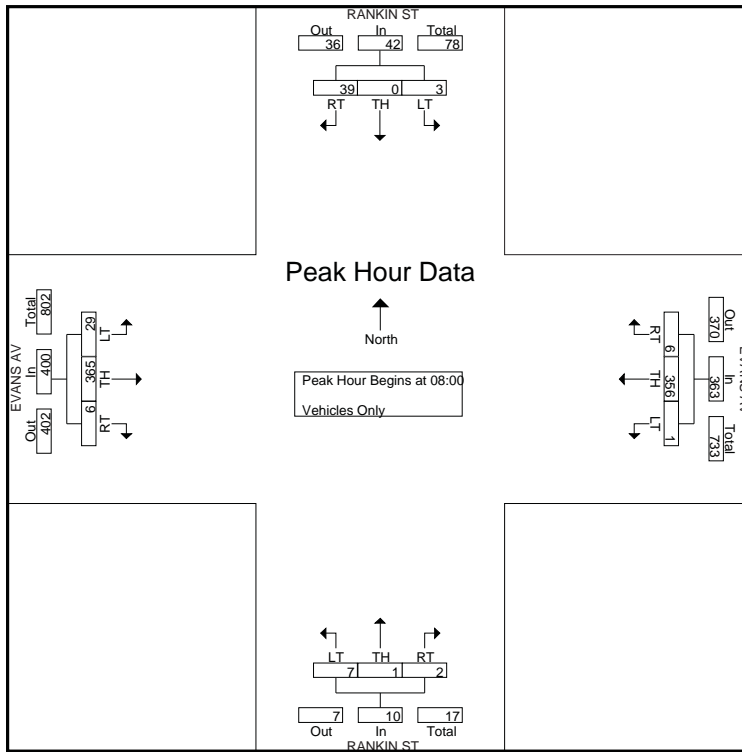 RANKIN ST
Out In Total
36 42 78
39 0 3
RT TH LT
Peak Hour Data
North
Peak Hour Begins at 08:00
Vehicles Only
EVANS AV
Total In Out
802 400 402
29 365 6
LT TH RT
RT TH LT
6 356 1
Out In Total
370 363 733
EVANS AV
LT TH RT
7 1 2
7 10 17
Out In Total
RANKIN ST